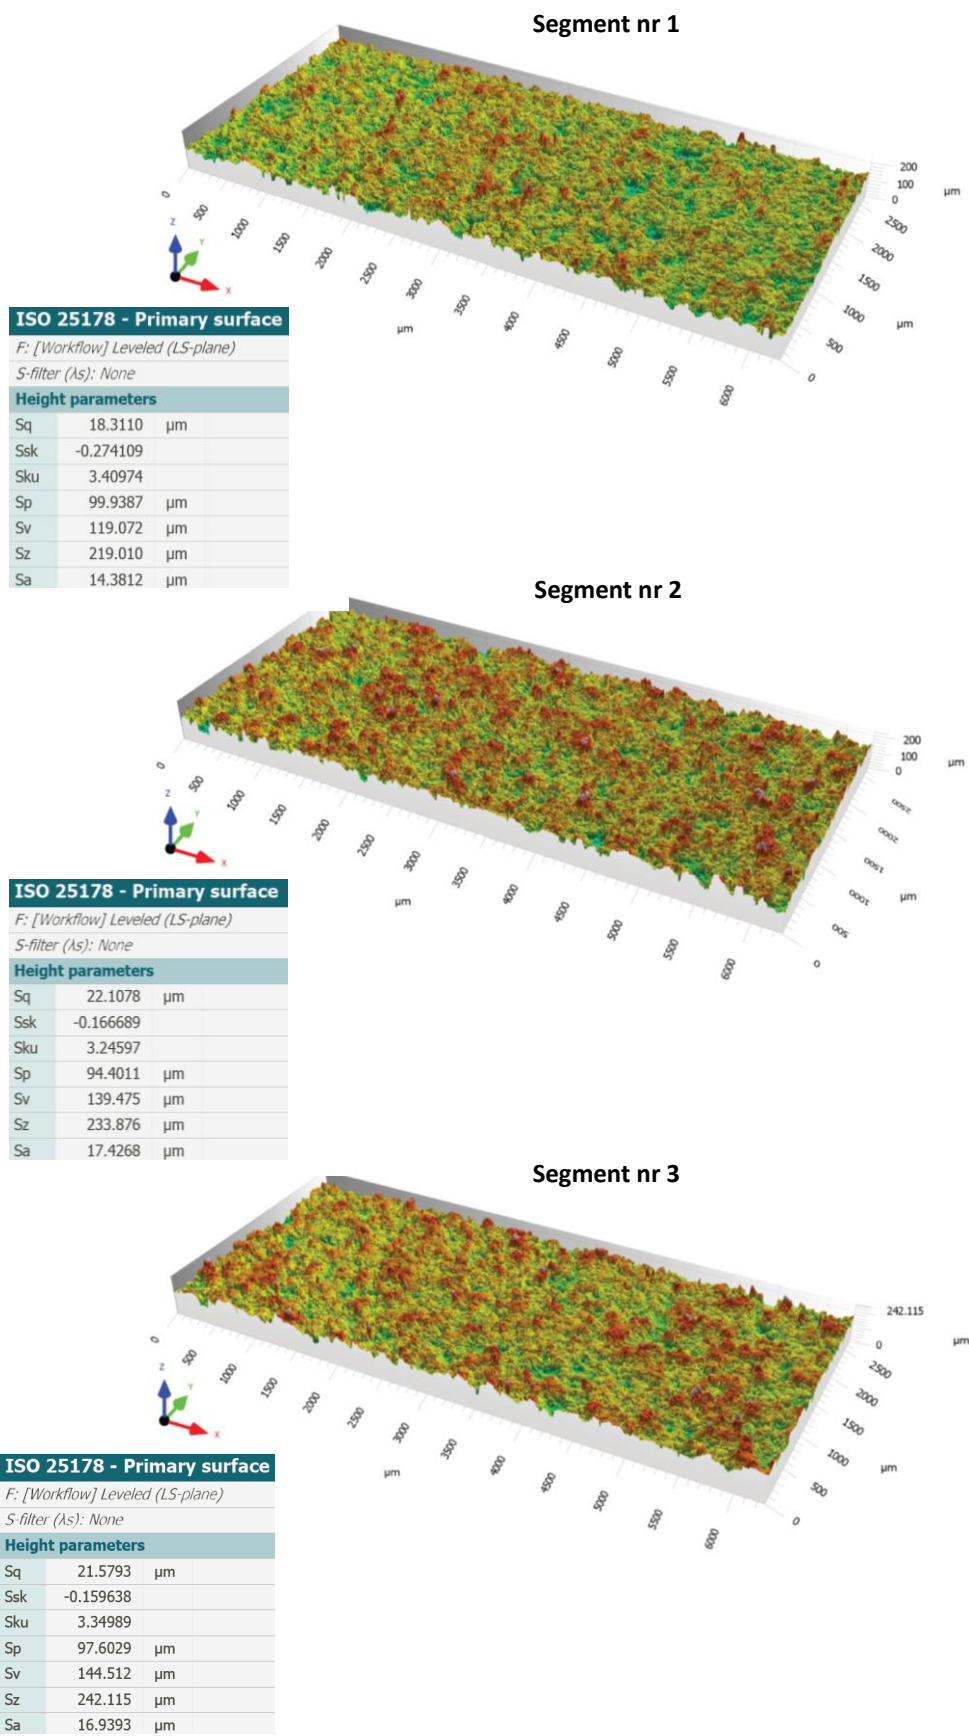 Segment nr 1
200
100
0
µm
2500
2000
1500
1000
500
0
µm
0
500
1000
1500
2000
2500
3000
3500
4000
4500
5000
5500
6000
µm
Z
Y
X
ISO 25178 - Primary surface
F: [Workflow] Leveled (LS-plane)
S-filter (λs): None
Height parameters
Sq 18.3110 µm
Ssk -0.274109
Sku 3.40974
Sp 99.9387 µm
Sv 119.072 µm
Sz 219.010 µm
Sa 14.3812 µm
Segment nr 2
200
100
0
µm
2500
2000
1500
1000
500
0
µm
0
500
1000
1500
2000
2500
3000
3500
4000
4500
5000
5500
6000
µm
Z
Y
X
ISO 25178 - Primary surface
F: [Workflow] Leveled (LS-plane)
S-filter (λs): None
Height parameters
Sq 22.1078 µm
Ssk -0.166689
Sku 3.24597
Sp 94.4011 µm
Sv 139.475 µm
Sz 233.876 µm
Sa 17.4268 µm
Segment nr 3
242.115
0
µm
2500
2000
1500
1000
500
0
µm
0
500
1000
1500
2000
2500
3000
3500
4000
4500
5000
5500
6000
µm
Z
Y
X
ISO 25178 - Primary surface
F: [Workflow] Leveled (LS-plane)
S-filter (λs): None
Height parameters
Sq 21.5793 µm
Ssk -0.159638
Sku 3.34989
Sp 97.6029 µm
Sv 144.512 µm
Sz 242.115 µm
Sa 16.9393 µm